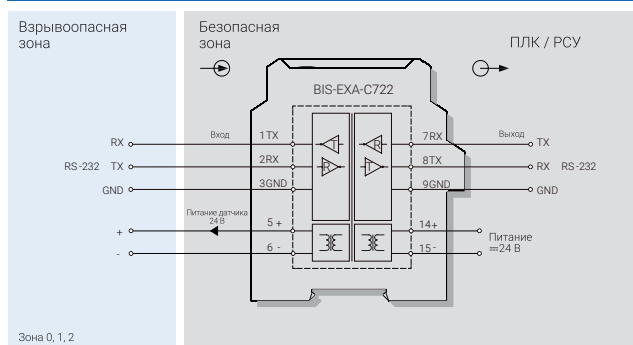 Взрывоопасная
зона
Безопасная
зона
ПЛК / РСУ
BIS-EXA-C722
RX
Вход
1TX
T
R
7RX
Выход
TX
RS-232 TX
2RX
R
T
8TX
RX RS-232
GND
3GND
9GND
GND
Питание датчика
24 В
+
5 +
14+
Питание
⎓24 В
-
6 -
15-
Зона 0, 1, 2